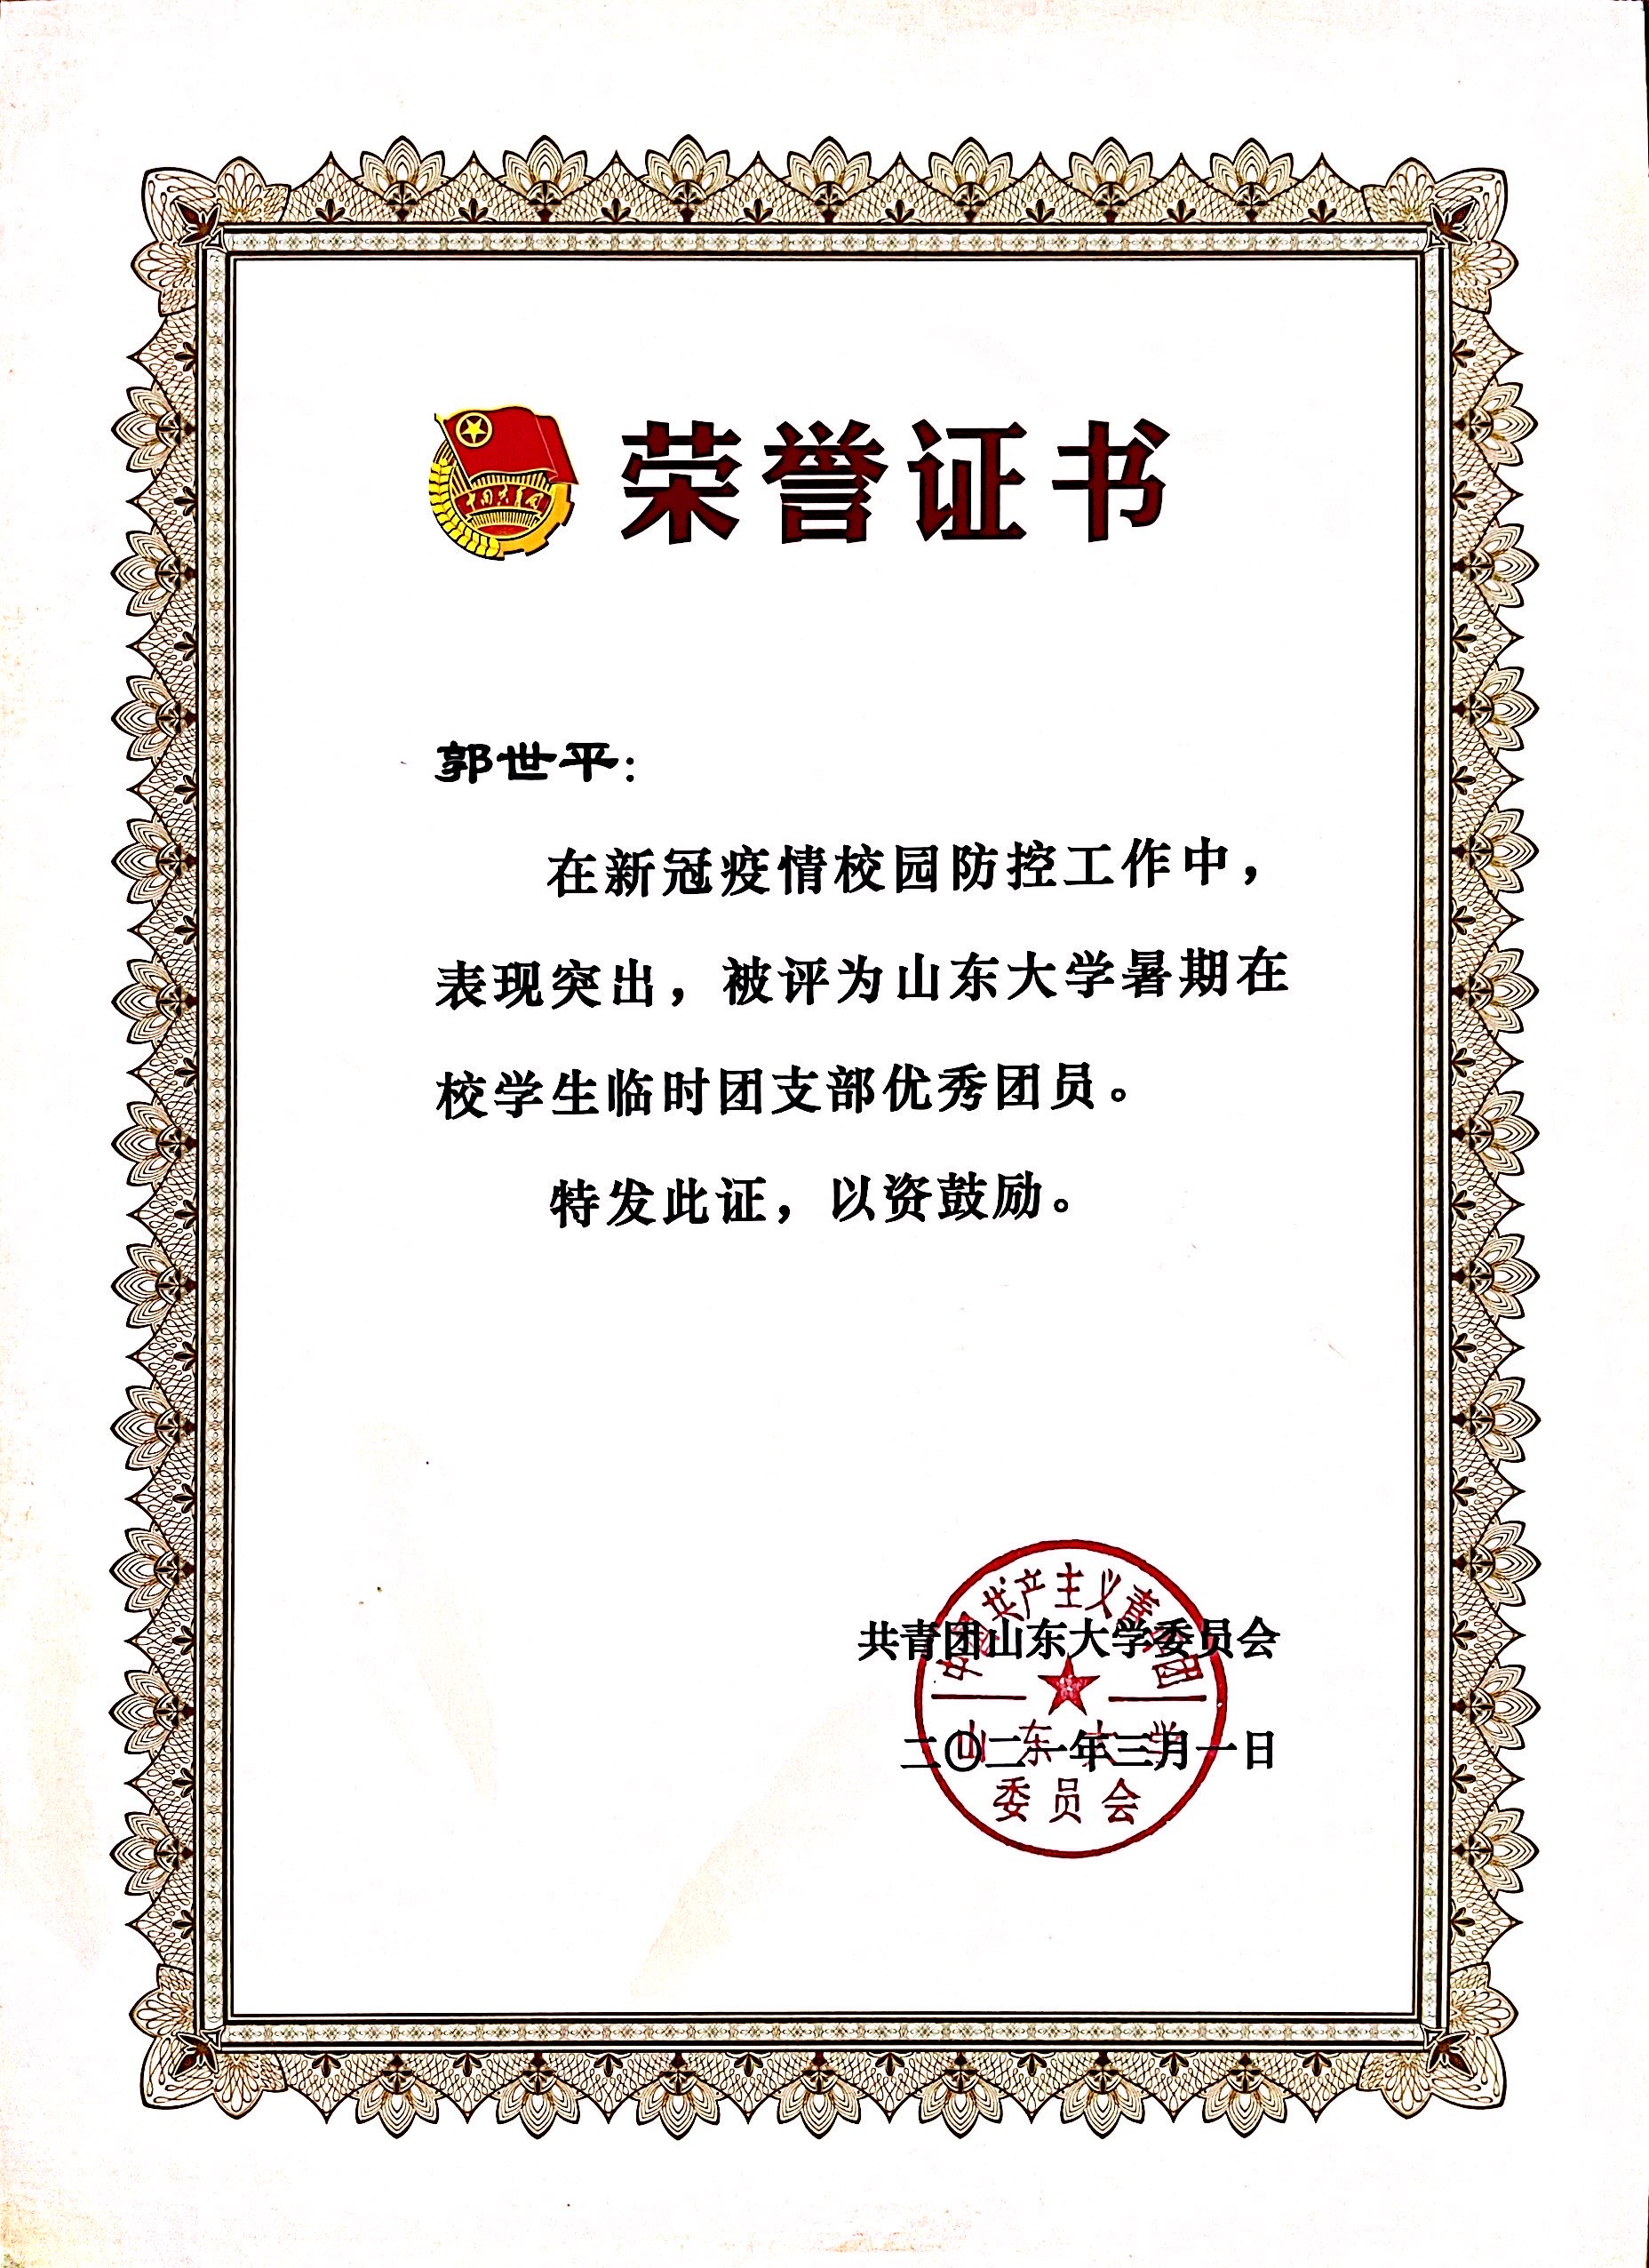 中国共青团
荣誉证书
郭世平：
在新冠疫情校园防控工作中，
表现突出，被评为山东大学暑期在
校学生临时团支部优秀团员。
特发此证，以资鼓励。
共青团山东大学委员会
二〇二一年三月一日
中国共产主义青年团
山东大学
委员会